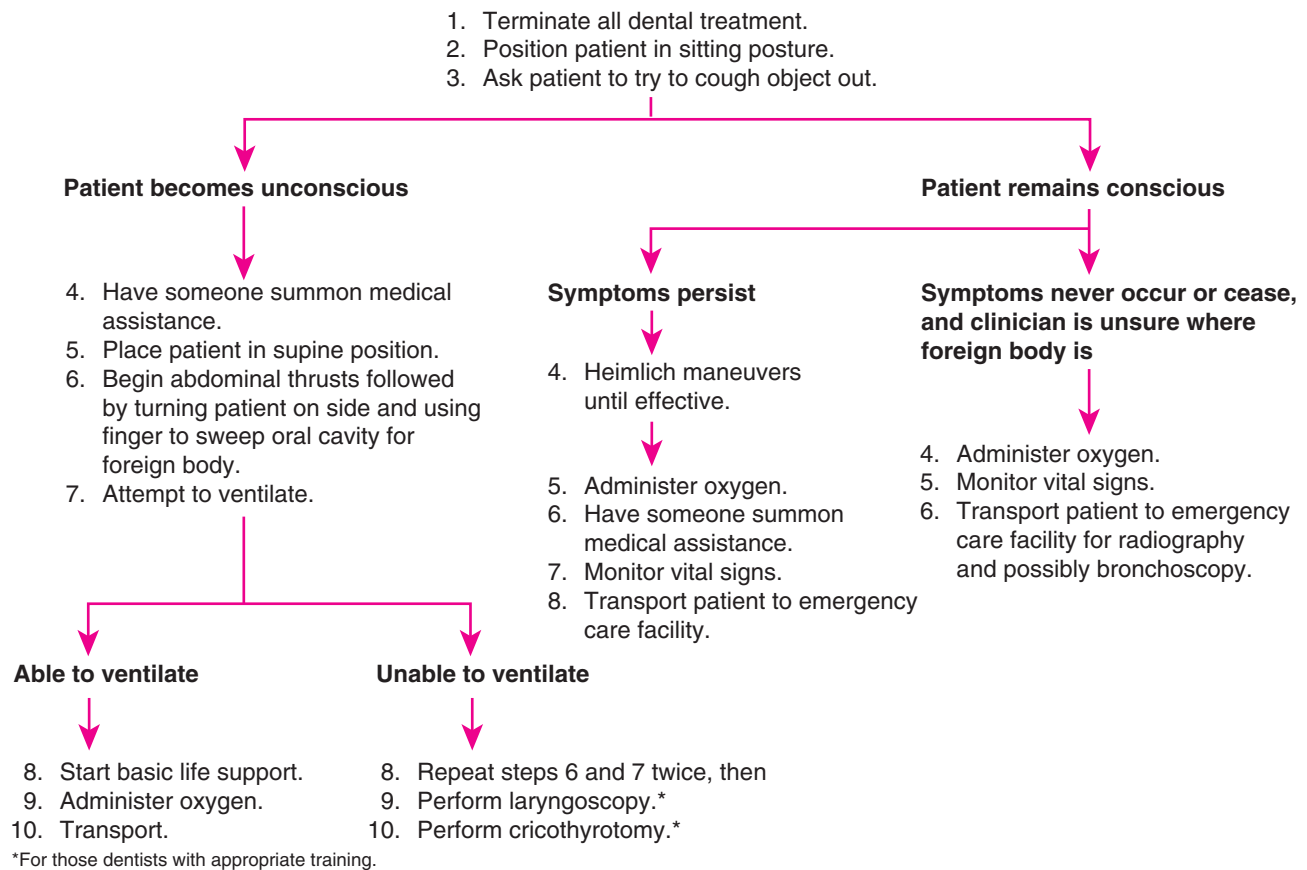 1. Terminate all dental treatment.
2. Position patient in sitting posture.
3. Ask patient to try to cough object out.
Patient becomes unconscious
4. Have someone summon medical
assistance.
5. Place patient in supine position.
6. Begin abdominal thrusts followed
by turning patient on side and using
finger to sweep oral cavity for
foreign body.
7. Attempt to ventilate.
Able to ventilate
8. Start basic life support.
9. Administer oxygen.
10. Transport.
Unable to ventilate
8. Repeat steps 6 and 7 twice, then
9. Perform laryngoscopy.*
10. Perform cricothyrotomy.*
Patient remains conscious
Symptoms persist
4. Heimlich maneuvers
until effective.
5. Administer oxygen.
6. Have someone summon
medical assistance.
7. Monitor vital signs.
8. Transport patient to emergency
care facility.
Symptoms never occur or cease,
and clinician is unsure where
foreign body is
4. Administer oxygen.
5. Monitor vital signs.
6. Transport patient to emergency
care facility for radiography
and possibly bronchoscopy.
*For those dentists with appropriate training.